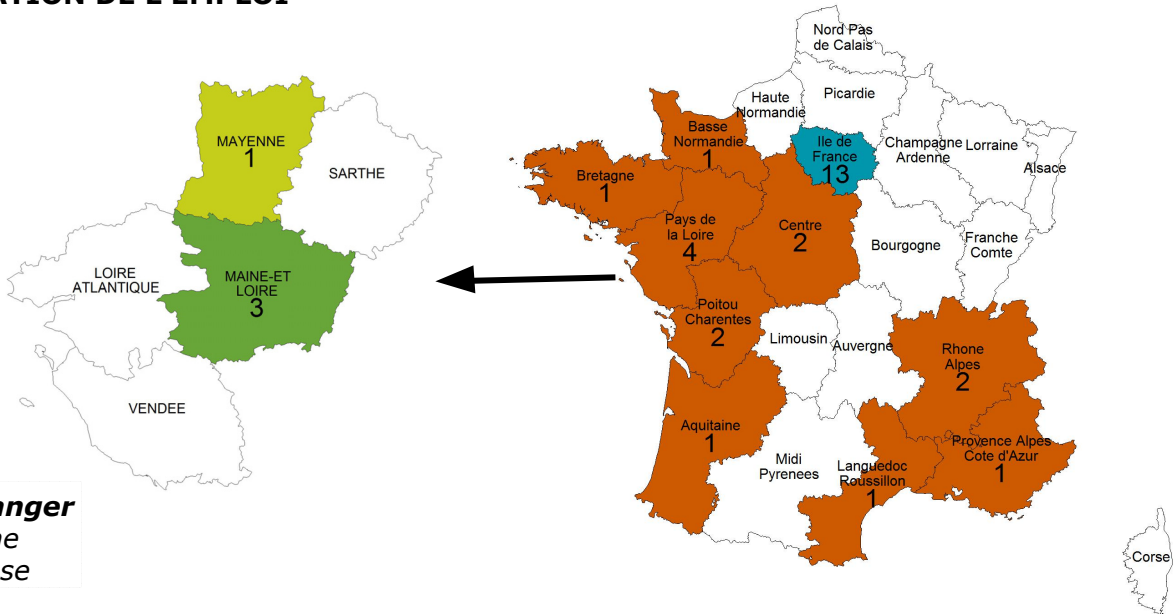 MAYENNE
1
SARTHE
LOIRE
ATLANTIQUE
MAINE-ET
LOIRE
3
VENDEE
Nord Pas
de Calais
Haute
Normandie
Picardie
Basse
Normandie
1
Ile de
France
13
Champagne
Ardenne
Lorraine
Alsace
Bretagne
1
Pays de
la Loire
4
Centre
2
Bourgogne
Franche
Comte
Poitou
Charentes
2
Limousin
Auvergne
Rhone
Alpes
2
Aquitaine
1
Midi
Pyrenees
Languedoc
Roussillon
1
Provence Alpes
Cote d'Azur
1
Corse